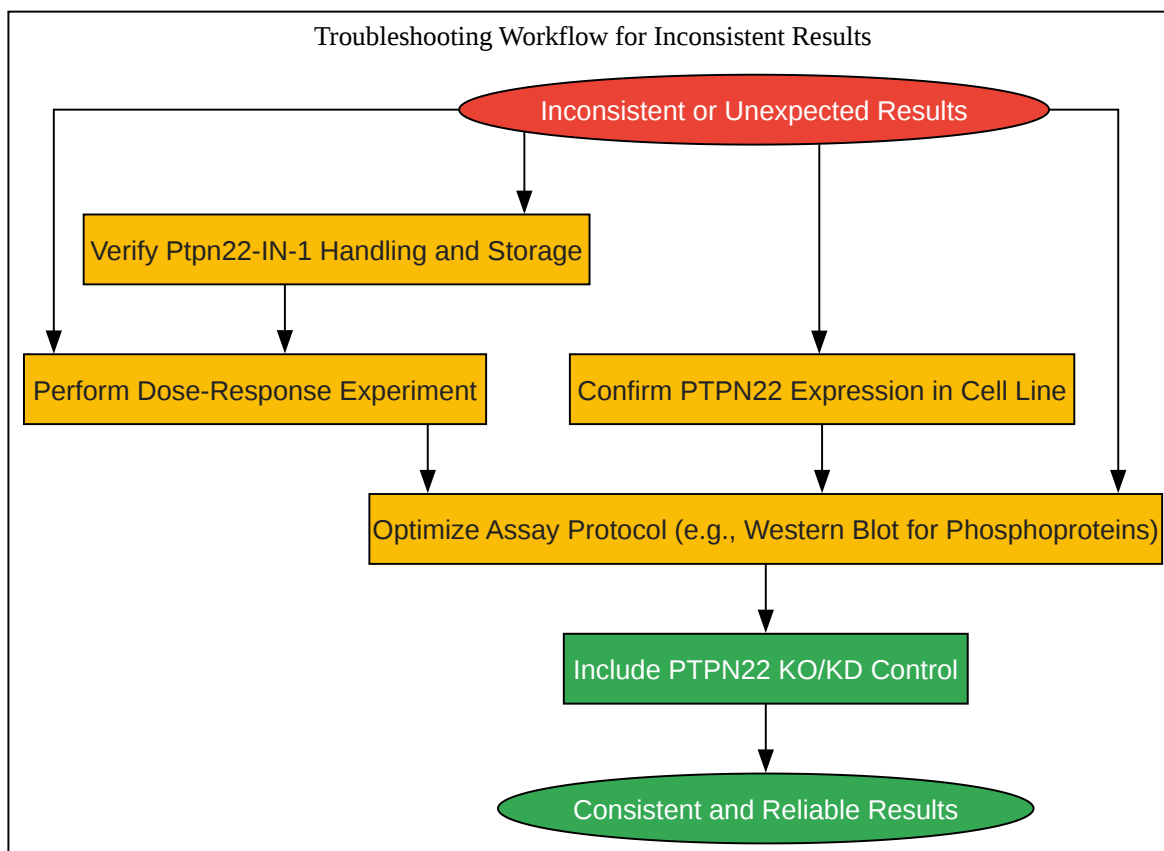 Troubleshooting Workflow for Inconsistent Results
Inconsistent or Unexpected Results
Verify Ptpn22-IN-1 Handling and Storage
Perform Dose-Response Experiment
Confirm PTPN22 Expression in Cell Line
Optimize Assay Protocol (e.g., Western Blot for Phosphoproteins)
Include PTPN22 KO/KD Control
Consistent and Reliable Results